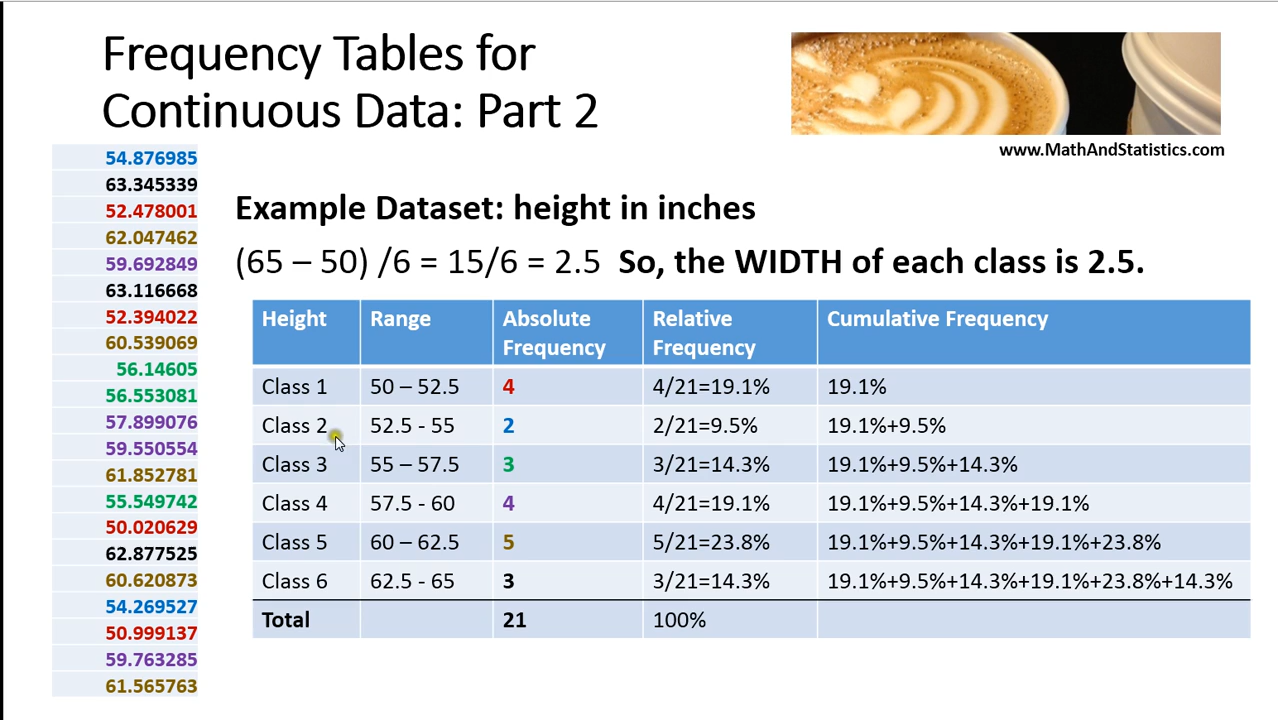 Frequency Tables for
Continuous Data: Part 2
www.MathAndStatistics.com
54.876985
63.345339
52.478001
62.047462
59.692849
63.116668
52.394022
60.539069
56.14605
56.553081
57.899076
59.550554
61.852781
55.549742
50.020629
62.877525
60.620873
54.269527
50.999137
59.763285
61.565763
Example Dataset: height in inches
(65 – 50) /6 = 15/6 = 2.5 So, the WIDTH of each class is 2.5.
Height Range Absolute Frequency Relative Frequency Cumulative Frequency
Class 1 50 – 52.5 4 4/21=19.1% 19.1%
Class 2 52.5 - 55 2 2/21=9.5% 19.1%+9.5%
Class 3 55 – 57.5 3 3/21=14.3% 19.1%+9.5%+14.3%
Class 4 57.5 - 60 4 4/21=19.1% 19.1%+9.5%+14.3%+19.1%
Class 5 60 – 62.5 5 5/21=23.8% 19.1%+9.5%+14.3%+19.1%+23.8%
Class 6 62.5 - 65 3 3/21=14.3% 19.1%+9.5%+14.3%+19.1%+23.8%+14.3%
Total 21 100%